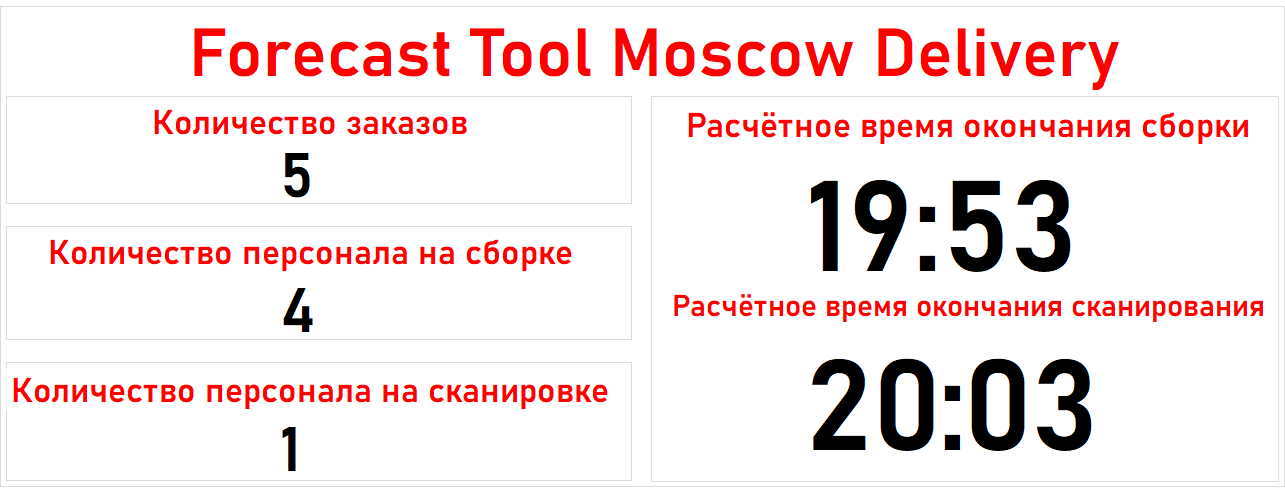 Forecast Tool Moscow Delivery
Количество заказов
5
Количество персонала на сборке
4
Количество персонала на сканировке
1
Расчётное время окончания сборки
19:53
Расчётное время окончания сканирования
20:03